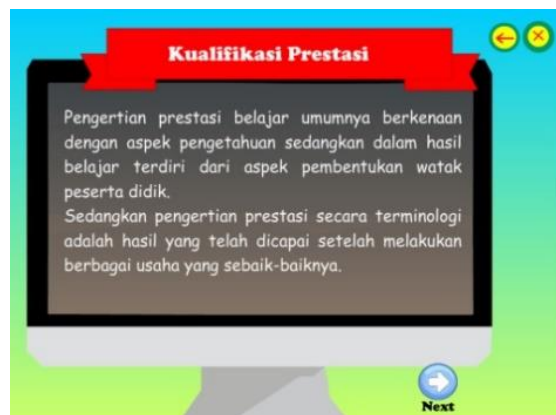 Kualifikasi Prestasi
Pengertian prestasi belajar umumnya berkenaan
dengan aspek pengetahuan sedangkan dalam hasil
belajar terdiri dari aspek pembentukan watak
peserta didik.
Sedangkan pengertian prestasi secara terminologi
adalah hasil yang telah dicapai setelah melakukan
berbagai usaha yang sebaik-baiknya.
Next